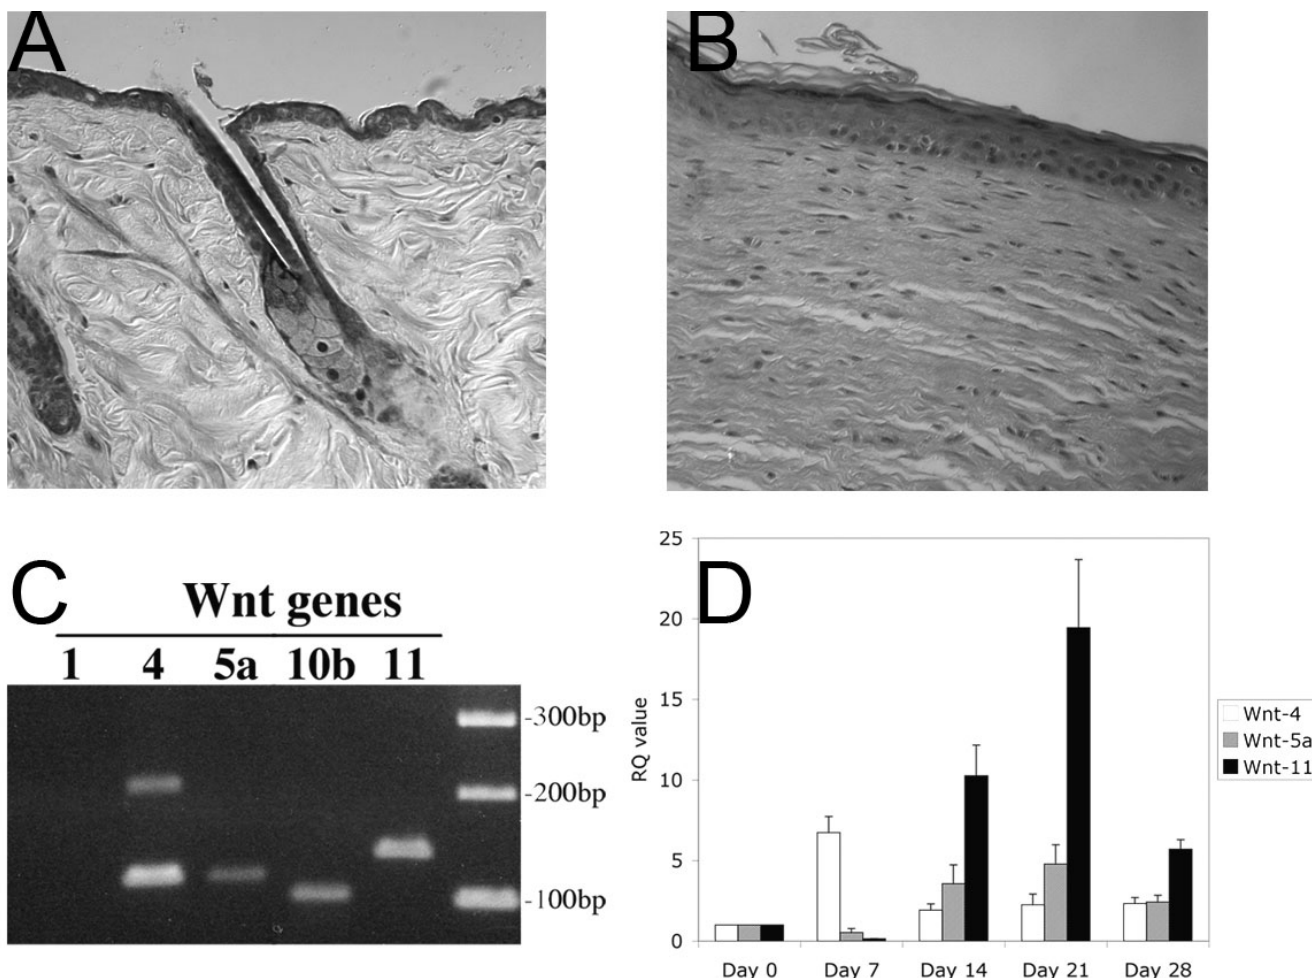 A
B
C
Wnt genes
1 4 5a 10b 11
-300bp
-200bp
-100bp
D
25
20
15
10
5
0
RQ value
Day 0 Day 7 Day 14 Day 21 Day 28
Wnt-4
Wnt-5a
Wnt-11